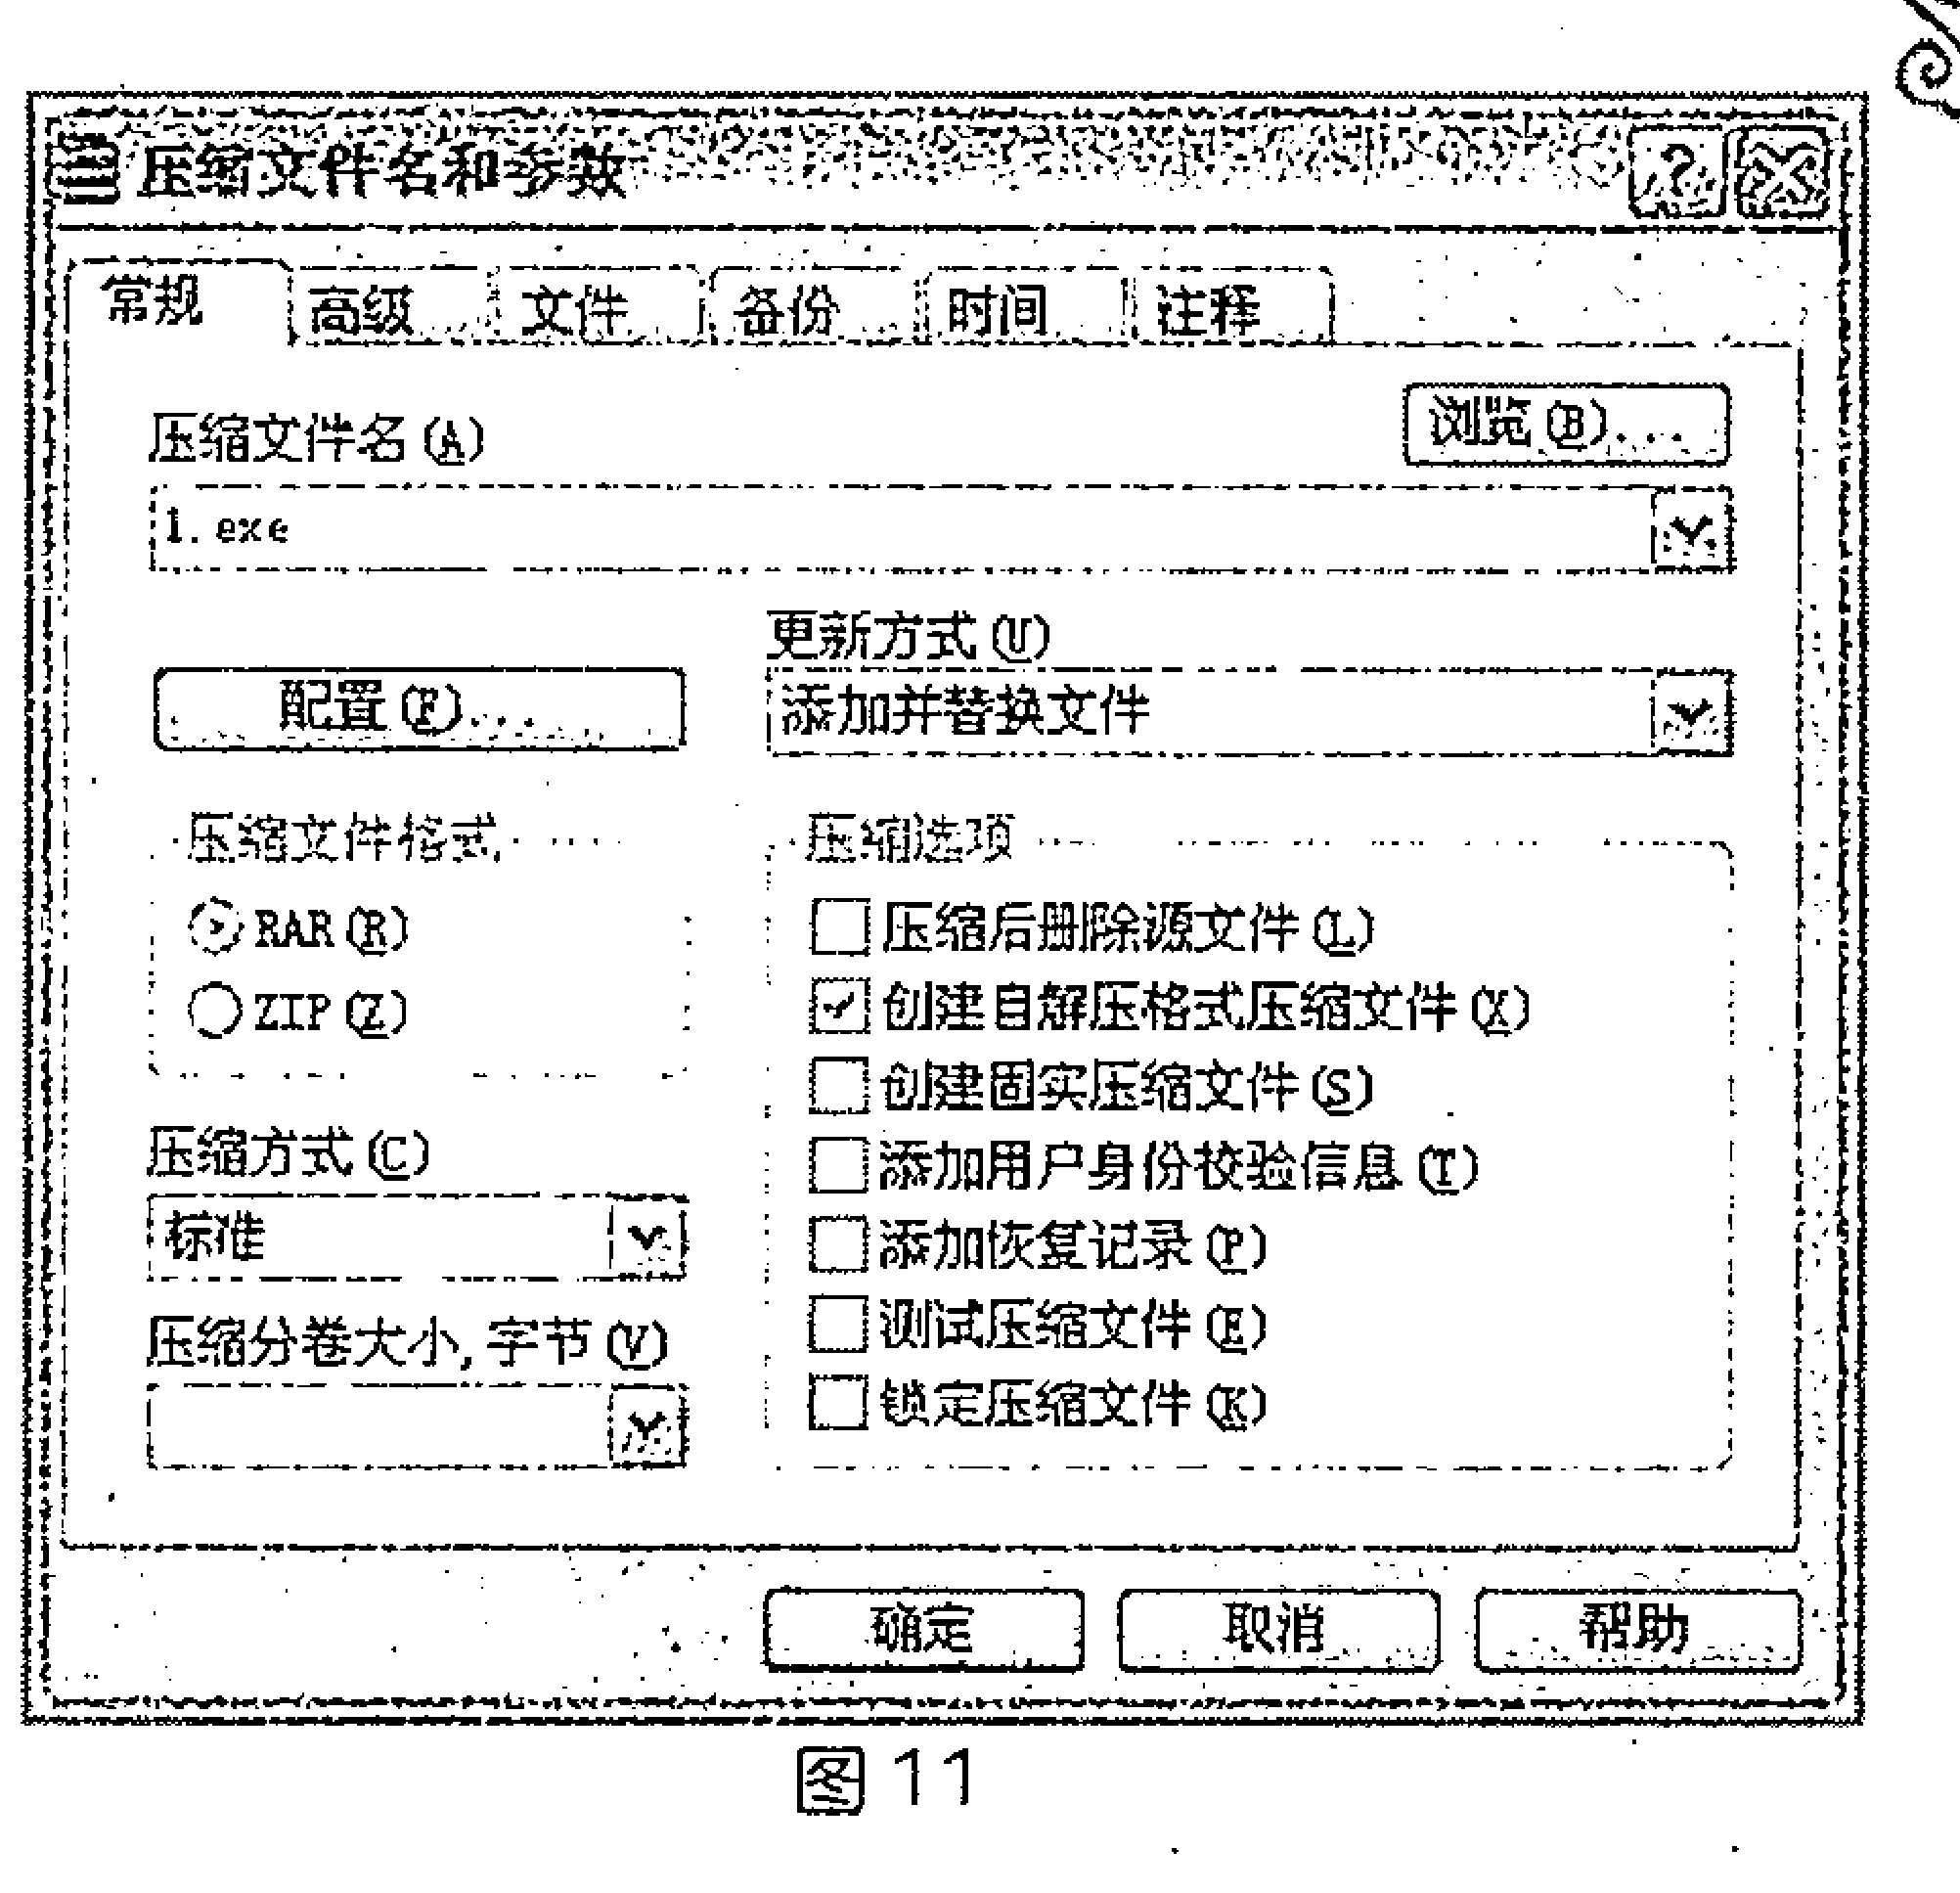 压缩文件名和参数
常规 高级 文件 备份 时间 注释
压缩文件名(A)
浏览(B)...
1.exe
更新方式(U)
配置(F)...
添加并替换文件
压缩文件格式
RAR(R)
ZIP(Z)
压缩方式(C)
标准
压缩分卷大小,字节(V)
压缩选项
压缩后删除源文件(L)
创建自解压格式压缩文件(X)
创建固实压缩文件(S)
添加用户身份校验信息(T)
添加恢复记录(P)
测试压缩文件(E)
锁定压缩文件(K)
确定 取消 帮助
图 11